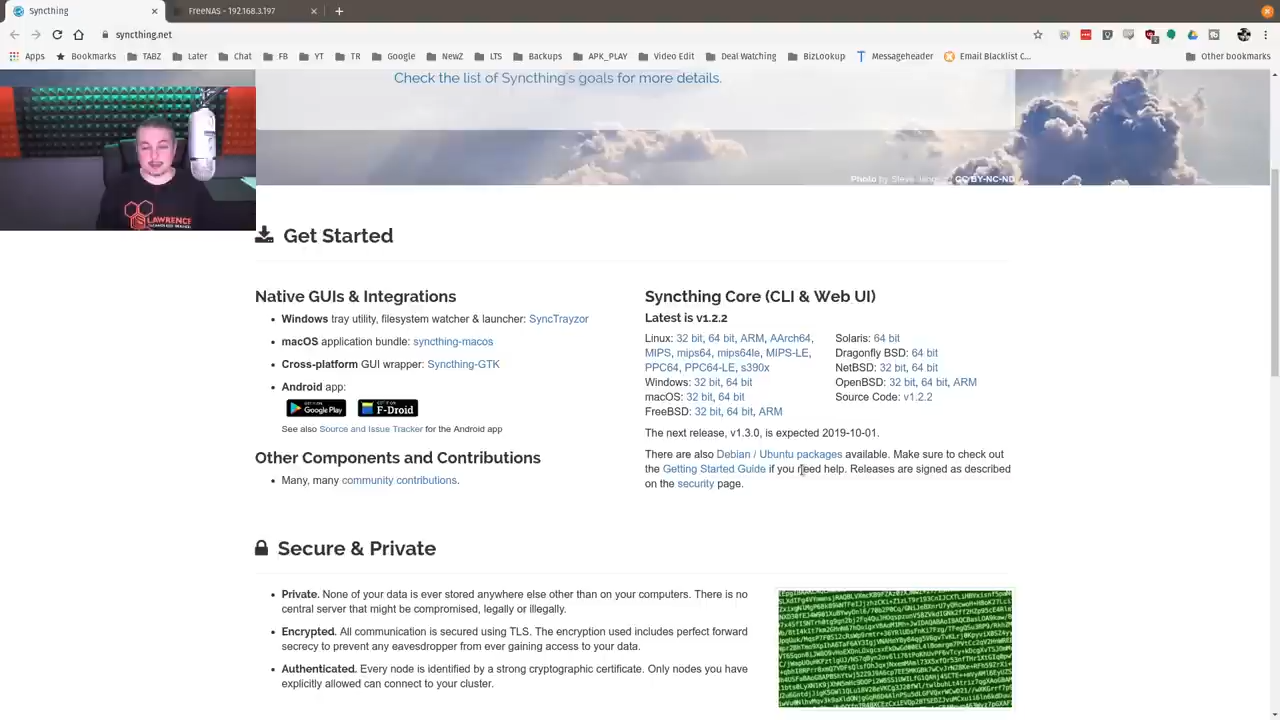 Syncthing
FreeNAS - 192.168.3.197
syncthing.net
Apps
Bookmarks
TABZ
Later
Chat
FB
YT
TR
Google
NewZ
LTS
Backups
APK_PLAY
Video Edit
Deal Watching
BizLookup
Messageheader
Email Blacklist C...
Other bookmarks
Check the list of Syncthing's goals for more details.
Photo by Steve CC BY-NC-ND
LAWRENCE
Get Started
Native GUIs & Integrations
Windows tray utility, filesystem watcher & launcher: SyncTrayzor
macOS application bundle: syncthing-macos
Cross-platform GUI wrapper: Syncthing-GTK
Android app:
Google Play
F-Droid
See also Source and Issue Tracker for the Android app
Other Components and Contributions
Many, many community contributions.
Syncthing Core (CLI & Web UI)
Latest is v1.2.2
Linux: 32 bit, 64 bit, ARM, AArch64,
MIPS, mips64, mips64le, MIPS-LE,
PPC64, PPC64-LE, s390x
Windows: 32 bit, 64 bit
macOS: 32 bit, 64 bit
FreeBSD: 32 bit, 64 bit, ARM
Solaris: 64 bit
Dragonfly BSD: 64 bit
NetBSD: 32 bit, 64 bit
OpenBSD: 32 bit, 64 bit, ARM
Source Code: v1.2.2
The next release, v1.3.0, is expected 2019-10-01.
There are also Debian / Ubuntu packages available. Make sure to check out
the Getting Started Guide if you need help. Releases are signed as described
on the security page.
Secure & Private
Private. None of your data is ever stored anywhere else other than on your computers. There is no
central server that might be compromised, legally or illegally.
Encrypted. All communication is secured using TLS. The encryption used includes perfect forward
secrecy to prevent any eavesdropper from ever gaining access to your data.
Authenticated. Every node is identified by a strong cryptographic certificate. Only nodes you have
explicitly allowed can connect to your cluster.